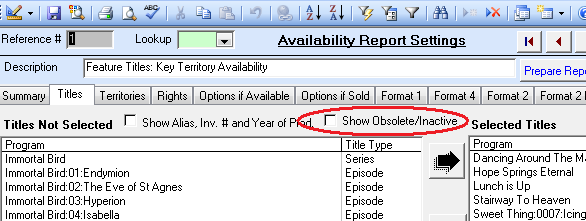 ABC
Reference # 1 Lookup Availability Report Settings
Description Feature Titles: Key Territory Availability Prepare Repor
Summary Titles Territories Rights Options if Available Options if Sold Format 1 Format 4 Format 2 Format 2
Titles Not Selected Show Alias, Inv. # and Year of Prod. Show Obsolete/Inactive Selected Titles
Program Title Type Program
Immortal Bird Series Dancing Around The Ma
Immortal Bird:01:Endymion Episode Hope Springs Eternal
Immortal Bird:02:The Eve of St Agnes Episode Lunch is Up
Immortal Bird:03:Hyperion Episode Stairway To Heaven
Immortal Bird:04:Isabella Episode Sweet Thing:0007:Icing